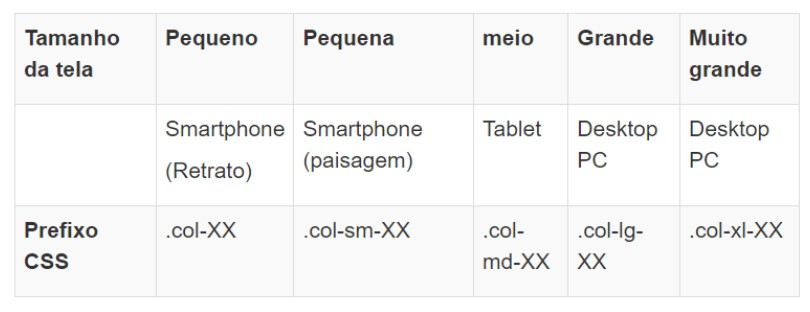 Tamanho da tela Pequeno Pequena meio Grande Muito grande
Smartphone (Retrato) Smartphone (paisagem) Tablet Desktop PC Desktop PC
Prefixo CSS .col-XX .col-sm-XX .col-md-XX .col-lg-XX .col-xl-XX